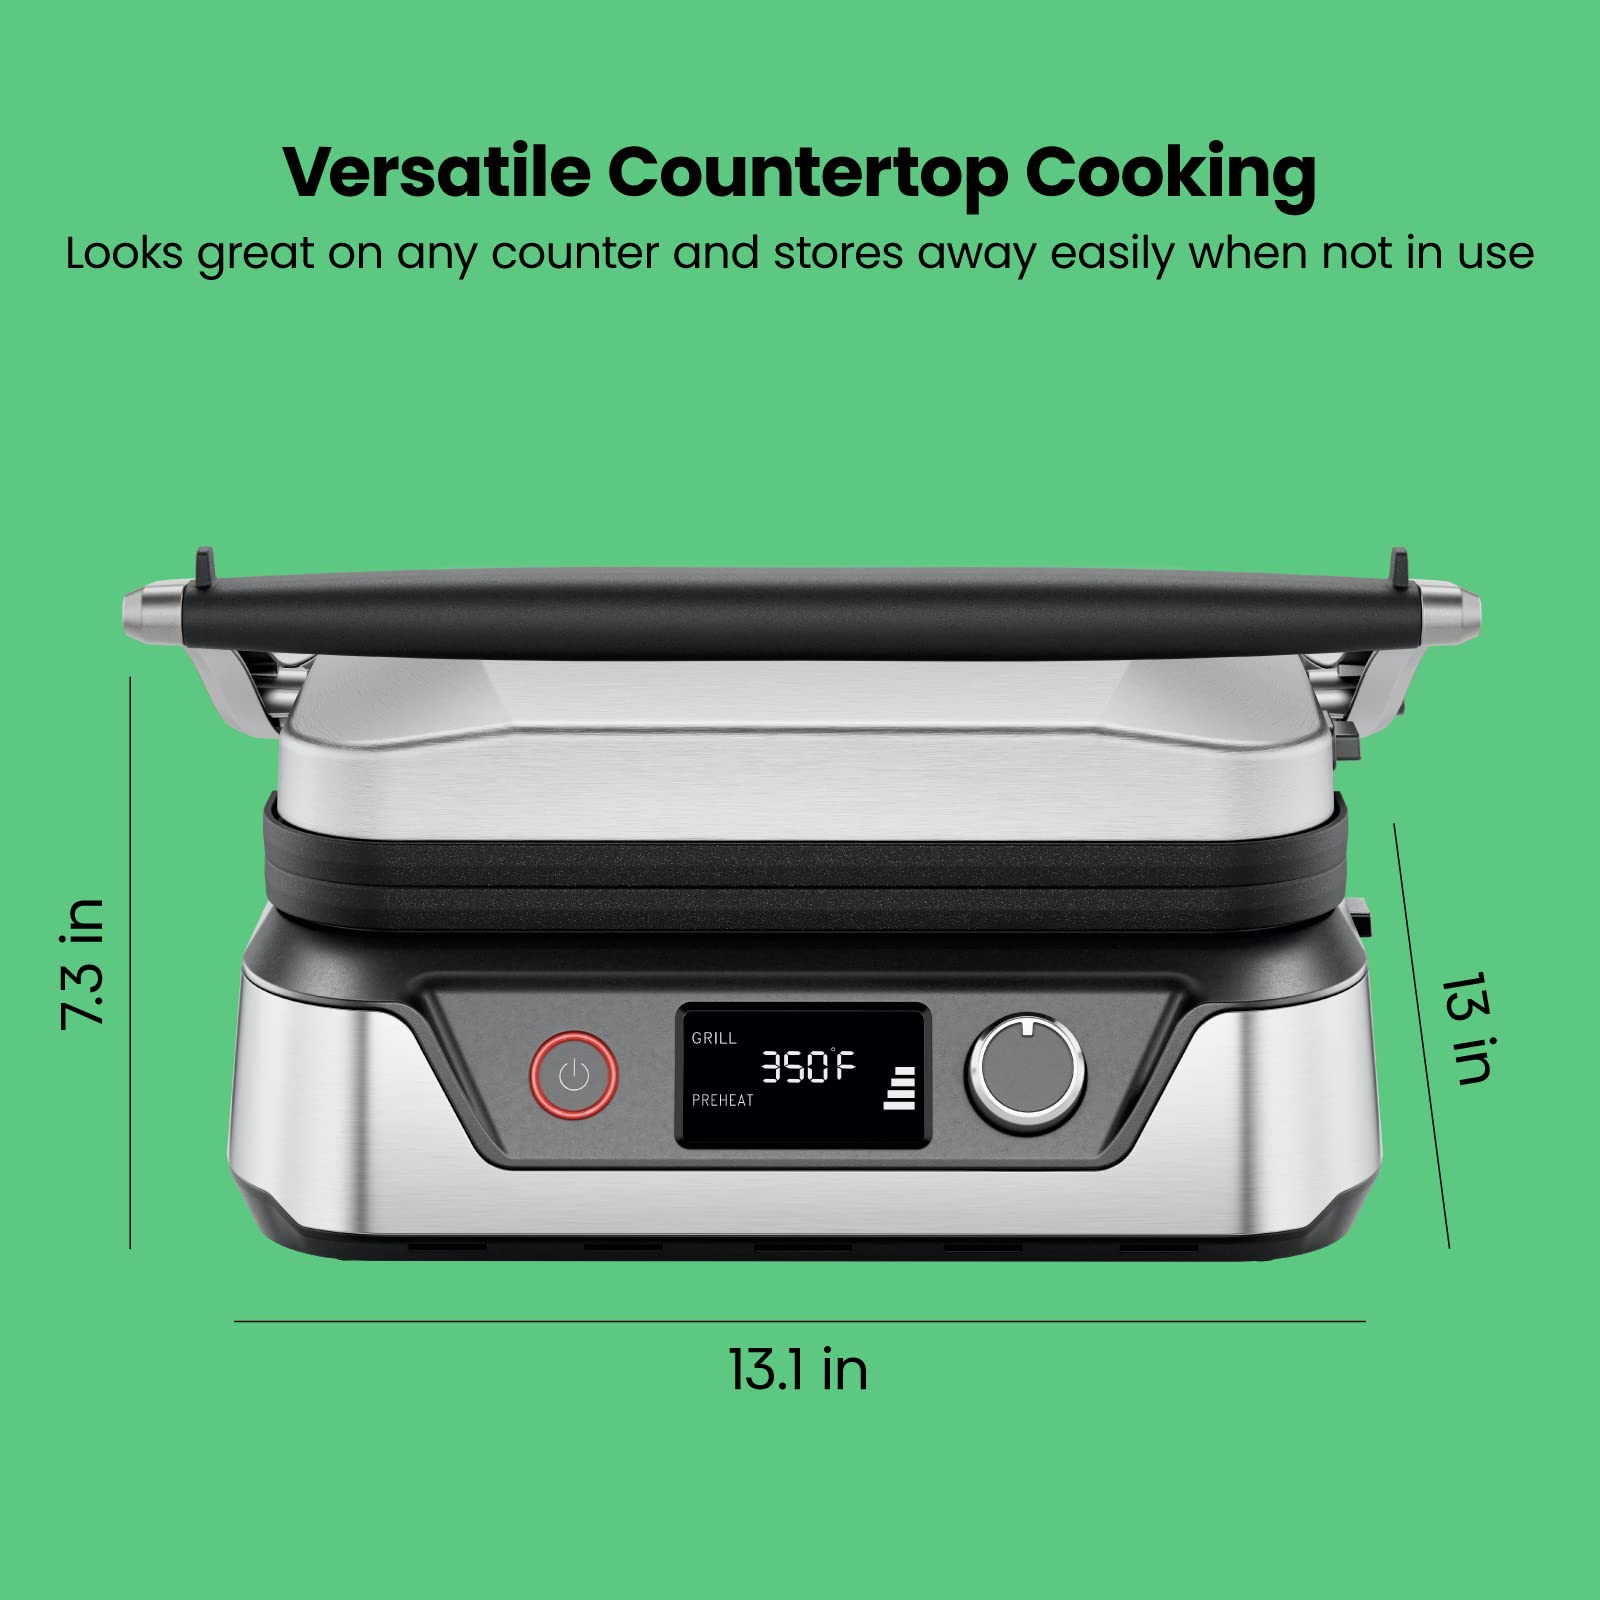 Versatile Countertop Cooking
Looks great on any counter and stores away easily when not in use
7.3 in
13 in
GRILL
350°F
PREHEAT
13.1 in